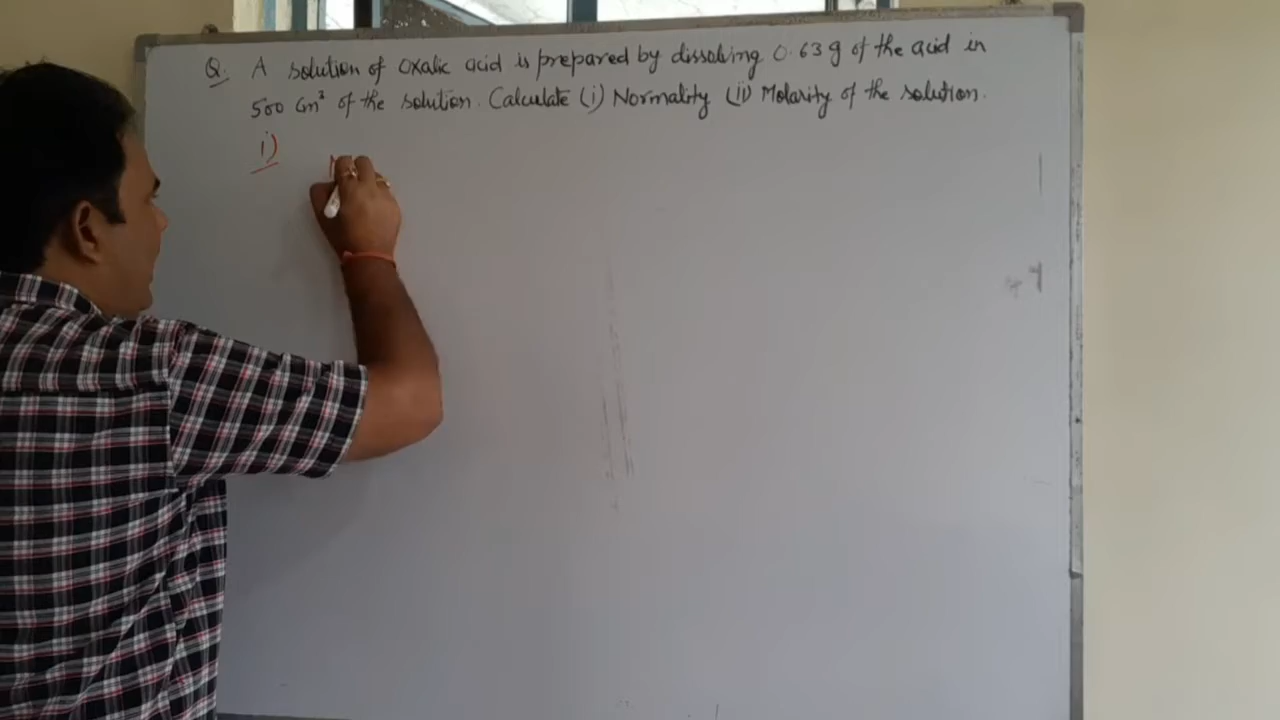 Q. A solution of oxalic acid is prepared by dissolving 0.63 g of the acid in
500 cm³ of the solution. Calculate (i) Normality (ii) Molarity of the solution.
i)